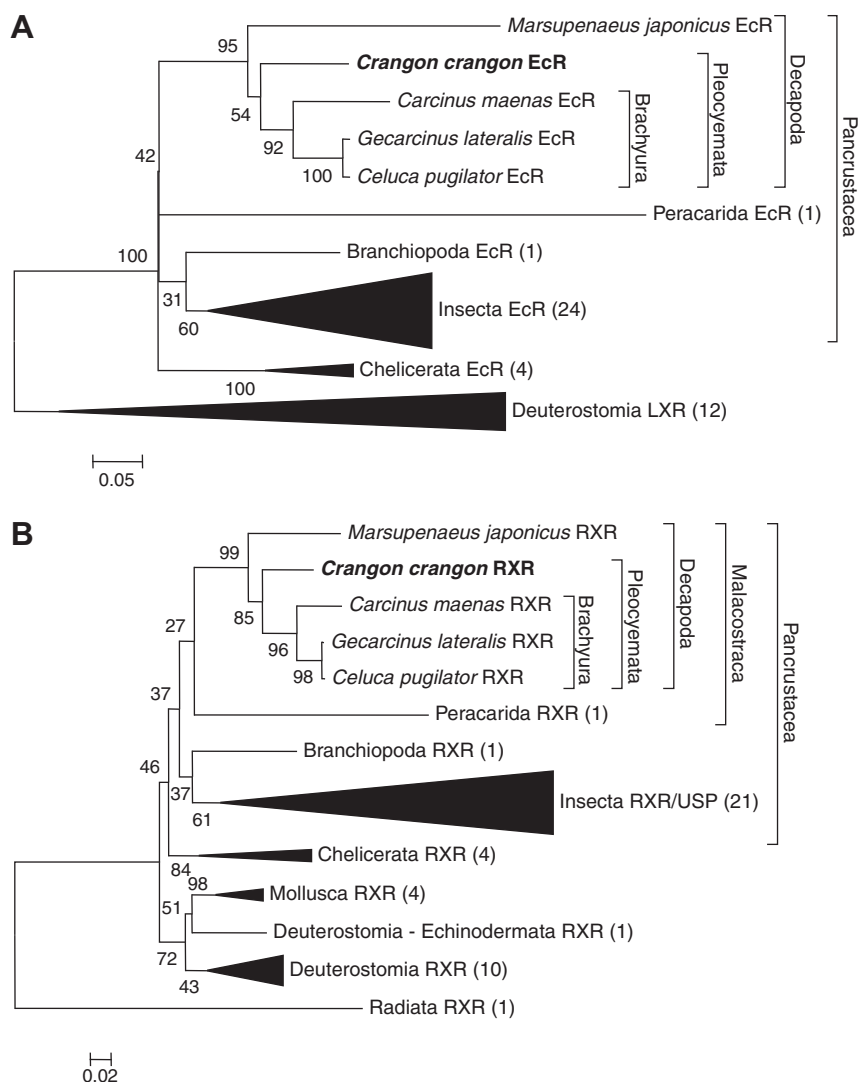 A
Marsupenaeus japonicus EcR
95
Crangon crangon EcR
54
Carcinus maenas EcR
92
Gecarcinus lateralis EcR
100
Celuca pugilator EcR
Brachyura
Pleocyemata
Decapoda
Pancrustacea
42
Peracarida EcR (1)
100
Branchiopoda EcR (1)
31
60
Insecta EcR (24)
Chelicerata EcR (4)
100
Deuterostomia LXR (12)
0.05
B
Marsupenaeus japonicus RXR
99
Crangon crangon RXR
85
Carcinus maenas RXR
96
Gecarcinus lateralis RXR
98
Celuca pugilator RXR
Brachyura
Pleocyemata
Decapoda
Malacostraca
Pancrustacea
27
Peracarida RXR (1)
37
Branchiopoda RXR (1)
46
37
61
Insecta RXR/USP (21)
Chelicerata RXR (4)
84
98
Mollusca RXR (4)
51
Deuterostomia - Echinodermata RXR (1)
72
Deuterostomia RXR (10)
43
Radiata RXR (1)
0.02